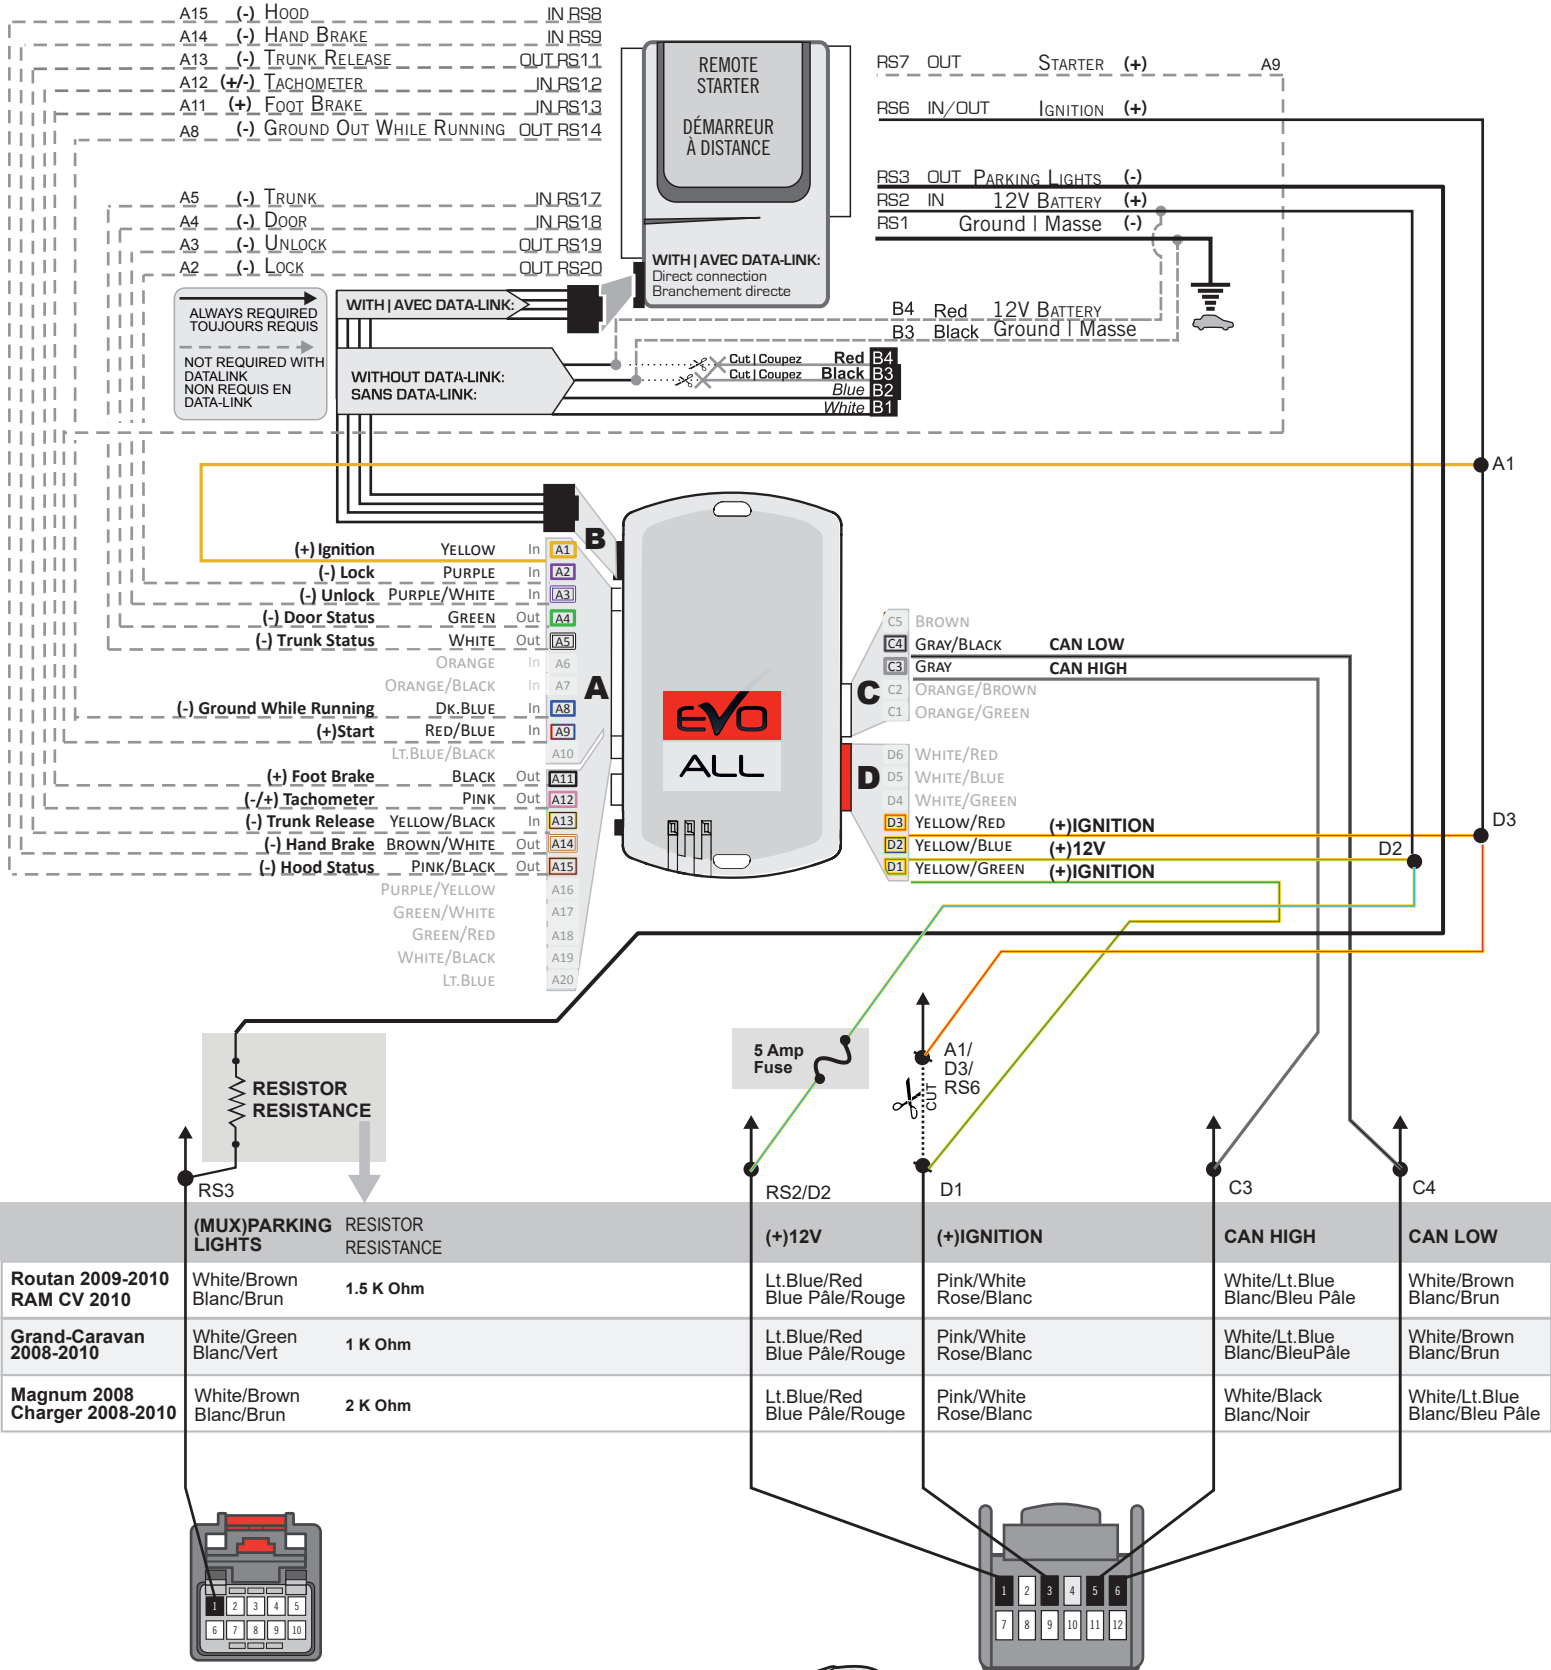 A15 (-) HOOD IN RS8
A14 (-) HAND BRAKE IN RS9
A13 (-) TRUNK RELEASE OUT RS11
A12 (+/-) TACHOMETER IN RS12
A11 (+) FOOT BRAKE IN RS13
A8 (-) GROUND OUT WHILE RUNNING OUT RS14
A5 (-) TRUNK IN RS17
A4 (-) DOOR IN RS18
A3 (-) UNLOCK OUT RS19
A2 (-) LOCK OUT RS20
REMOTE
STARTER
DÉMARREUR
À DISTANCE
WITH | AVEC DATA-LINK:
Direct connection
Branchement directe
RS7 OUT STARTER (+) A9
RS6 IN/OUT IGNITION (+)
RS3 OUT PARKING LIGHTS (-)
RS2 IN 12V BATTERY (+)
RS1 Ground | Masse (-)
ALWAYS REQUIRED
TOUJOURS REQUIS
NOT REQUIRED WITH
DATALINK
NON REQUIS EN
DATA-LINK
WITH | AVEC DATA-LINK:
WITHOUT DATA-LINK:
SANS DATA-LINK:
B4 Red 12V BATTERY
B3 Black Ground | Masse
Cut | Coupez Red B4
Cut | Coupez Black B3
Blue B2
White B1
A1
B
(+) Ignition YELLOW In A1
(-) Lock PURPLE In A2
(-) Unlock PURPLE/WHITE In A3
(-) Door Status GREEN Out A4
(-) Trunk Status WHITE Out A5
ORANGE In A6
ORANGE/BLACK In A7
(-) Ground While Running DK.BLUE In A8
(+)Start RED/BLUE In A9
LT.BLUE/BLACK A10
(+) Foot Brake BLACK Out A11
(-/+) Tachometer PINK Out A12
(-) Trunk Release YELLOW/BLACK In A13
(-) Hand Brake BROWN/WHITE Out A14
(-) Hood Status PINK/BLACK Out A15
PURPLE/YELLOW A16
GREEN/WHITE A17
GREEN/RED A18
WHITE/BLACK A19
LT.BLUE A20
A
EVO
ALL
C
C5 BROWN
C4 GRAY/BLACK CAN LOW
C3 GRAY CAN HIGH
C2 ORANGE/BROWN
C1 ORANGE/GREEN
D
D6 WHITE/RED
D5 WHITE/BLUE
D4 WHITE/GREEN
D3 YELLOW/RED (+)IGNITION
D2 YELLOW/BLUE (+)12V
D1 YELLOW/GREEN (+)IGNITION
D3
D2
RESISTOR
RESISTANCE
5 Amp
Fuse
A1/
D3/
RS6
CUT
RS3 RS2/D2 D1 C3 C4
(MUX)PARKING
LIGHTS
RESISTOR
RESISTANCE
(+)12V (+)IGNITION CAN HIGH CAN LOW
Routan 2009-2010 White/Brown 1.5 K Ohm Lt.Blue/Red Pink/White White/Lt.Blue White/Brown
RAM CV 2010 Blanc/Brun Blue Pâle/Rouge Rose/Blanc Blanc/Bleu Pâle Blanc/Brun
Grand-Caravan White/Green 1 K Ohm Lt.Blue/Red Pink/White White/Lt.Blue White/Brown
2008-2010 Blanc/Vert Blue Pâle/Rouge Rose/Blanc Blanc/BleuPâle Blanc/Brun
Magnum 2008 White/Brown 2 K Ohm Lt.Blue/Red Pink/White White/Black White/Lt.Blue
Charger 2008-2010 Blanc/Brun Blue Pâle/Rouge Rose/Blanc Blanc/Noir Blanc/Bleu Pâle
1 2 3 4 5
6 7 8 9 10
1 2 3 4 5 6
7 8 9 10 11 12